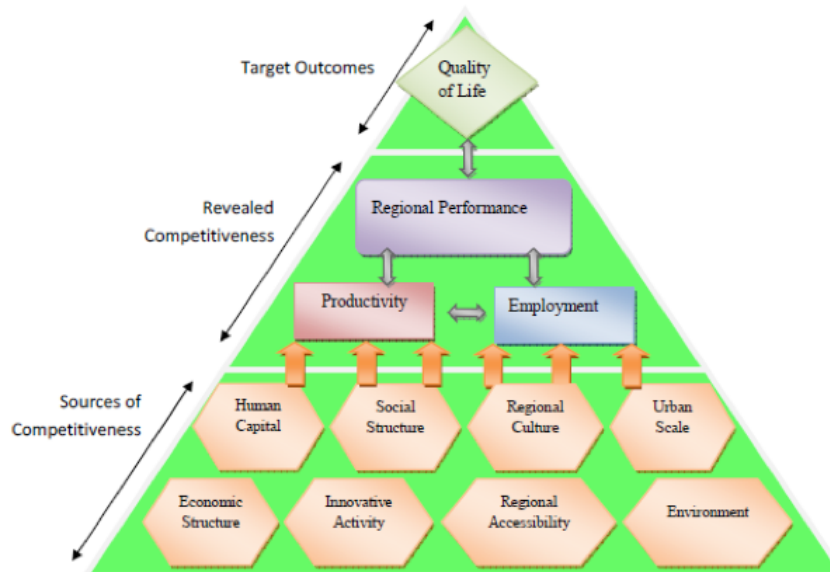 Target Outcomes
Quality
of Life
Revealed
Competitiveness
Regional Performance
Productivity
Employment
Sources of
Competitiveness
Human
Capital
Social
Structure
Regional
Culture
Urban
Scale
Economic
Structure
Innovative
Activity
Regional
Accessibility
Environment